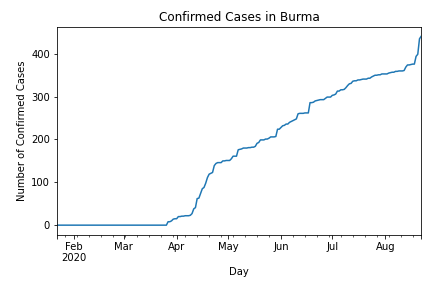 Confirmed Cases in Burma
Number of Confirmed Cases
400
300
200
100
0
Feb Mar Apr May Jun Jul Aug
2020
Day